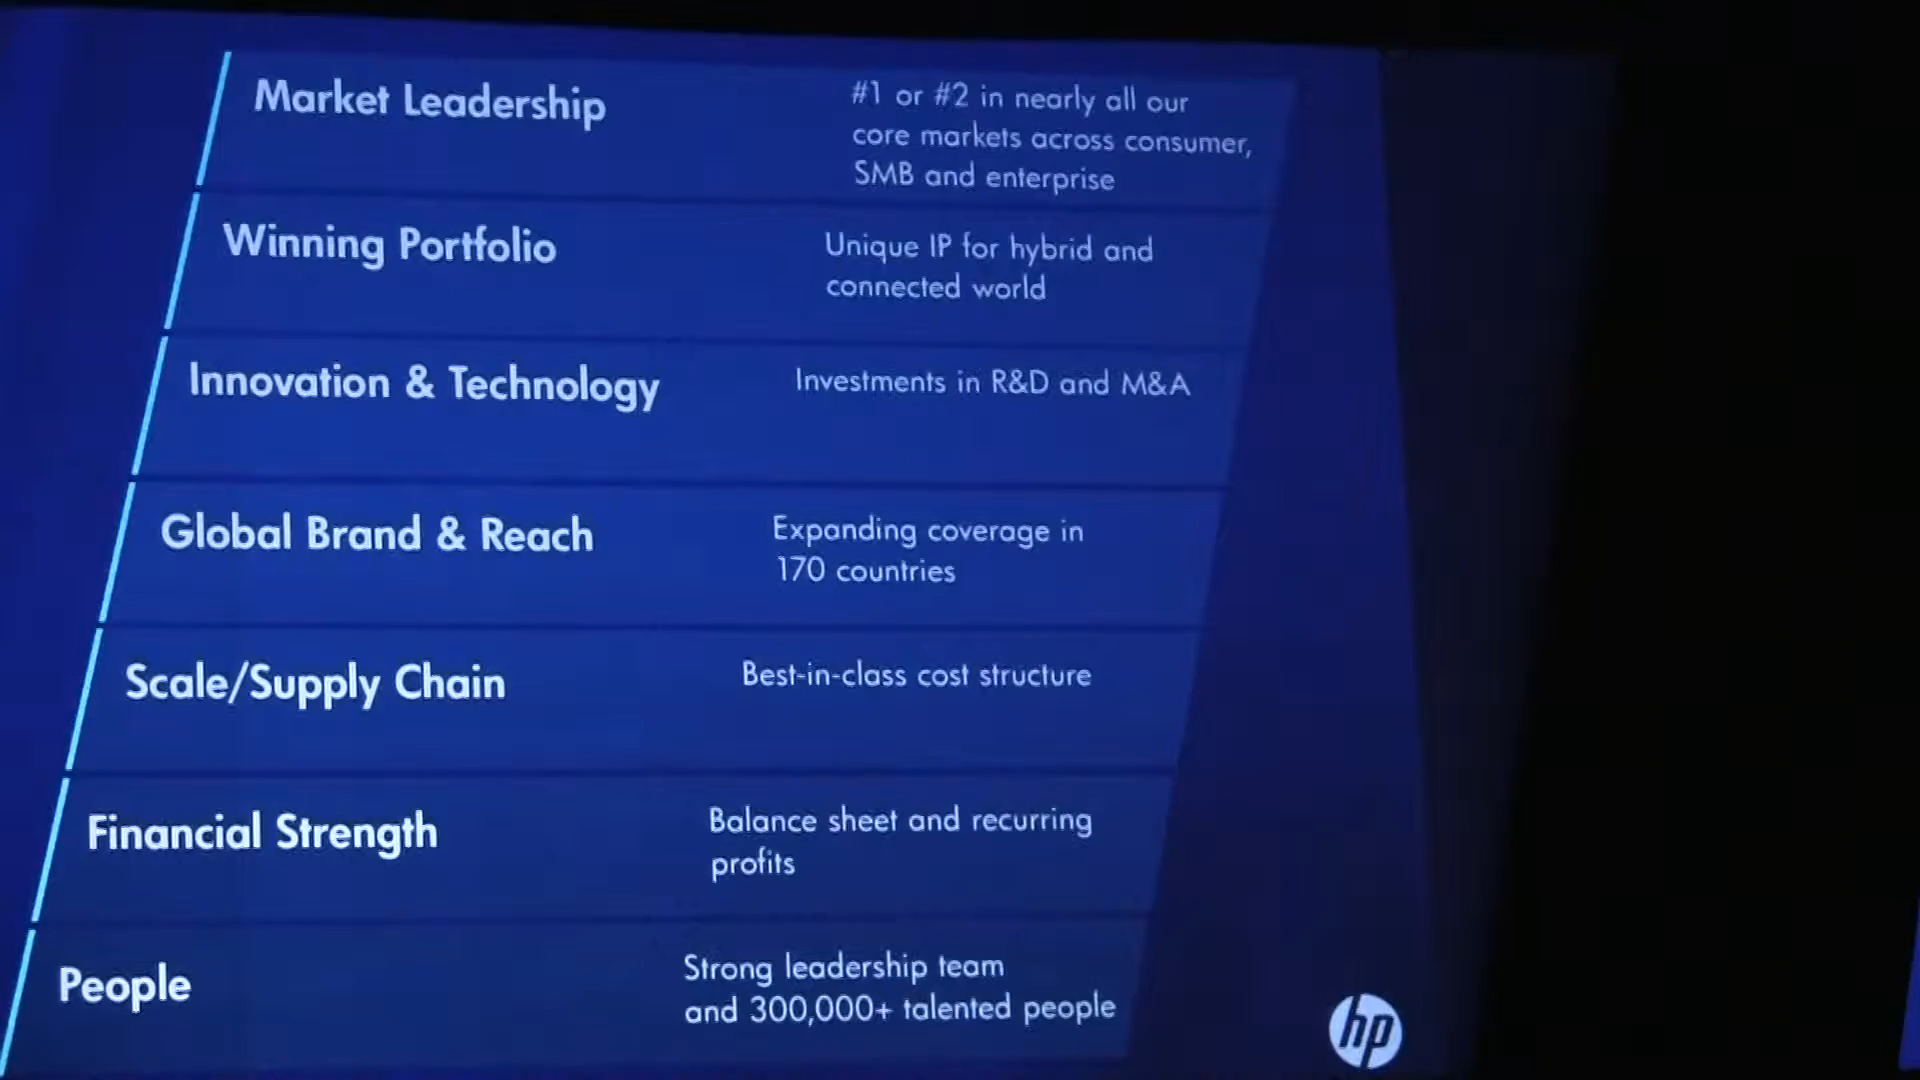 Market Leadership
#1 or #2 in nearly all our
core markets across consumer,
SMB and enterprise
Winning Portfolio
Unique IP for hybrid and
connected world
Innovation & Technology
Investments in R&D and M&A
Global Brand & Reach
Expanding coverage in
170 countries
Scale/Supply Chain
Best-in-class cost structure
Financial Strength
Balance sheet and recurring
profits
People
Strong leadership team
and 300,000+ talented people
hp